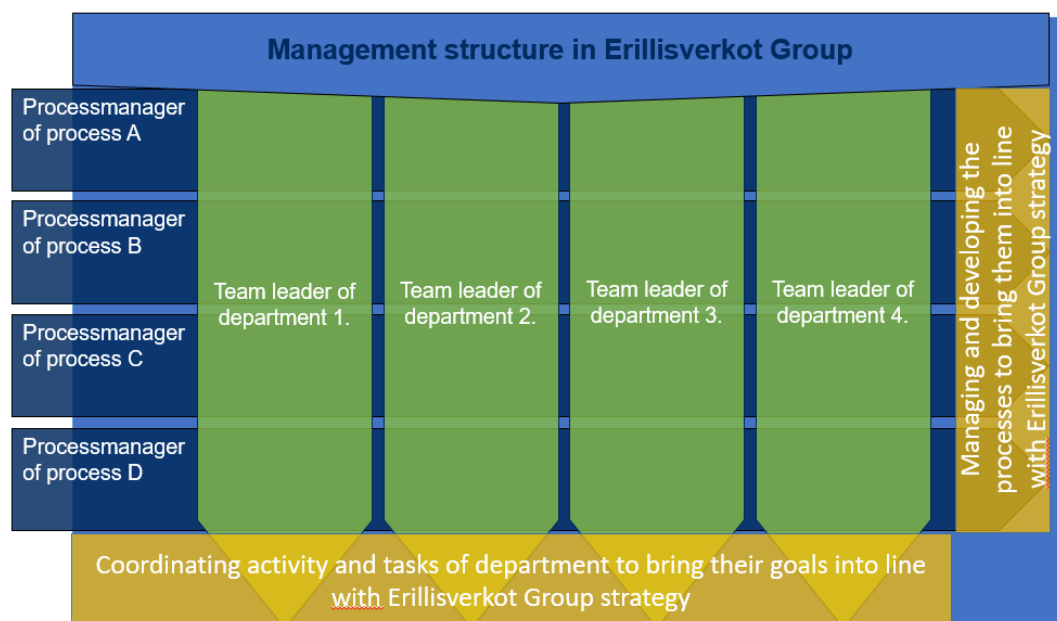 Management structure in Erillisverkot Group
Processmanager
of process A
Processmanager
of process B
Processmanager
of process C
Processmanager
of process D
Team leader of
department 1.
Team leader of
department 2.
Team leader of
department 3.
Team leader of
department 4.
Managing and developing the
processes to bring them into line
with Erillisverkot Group strategy
Coordinating activity and tasks of department to bring their goals into line
with Erillisverkot Group strategy